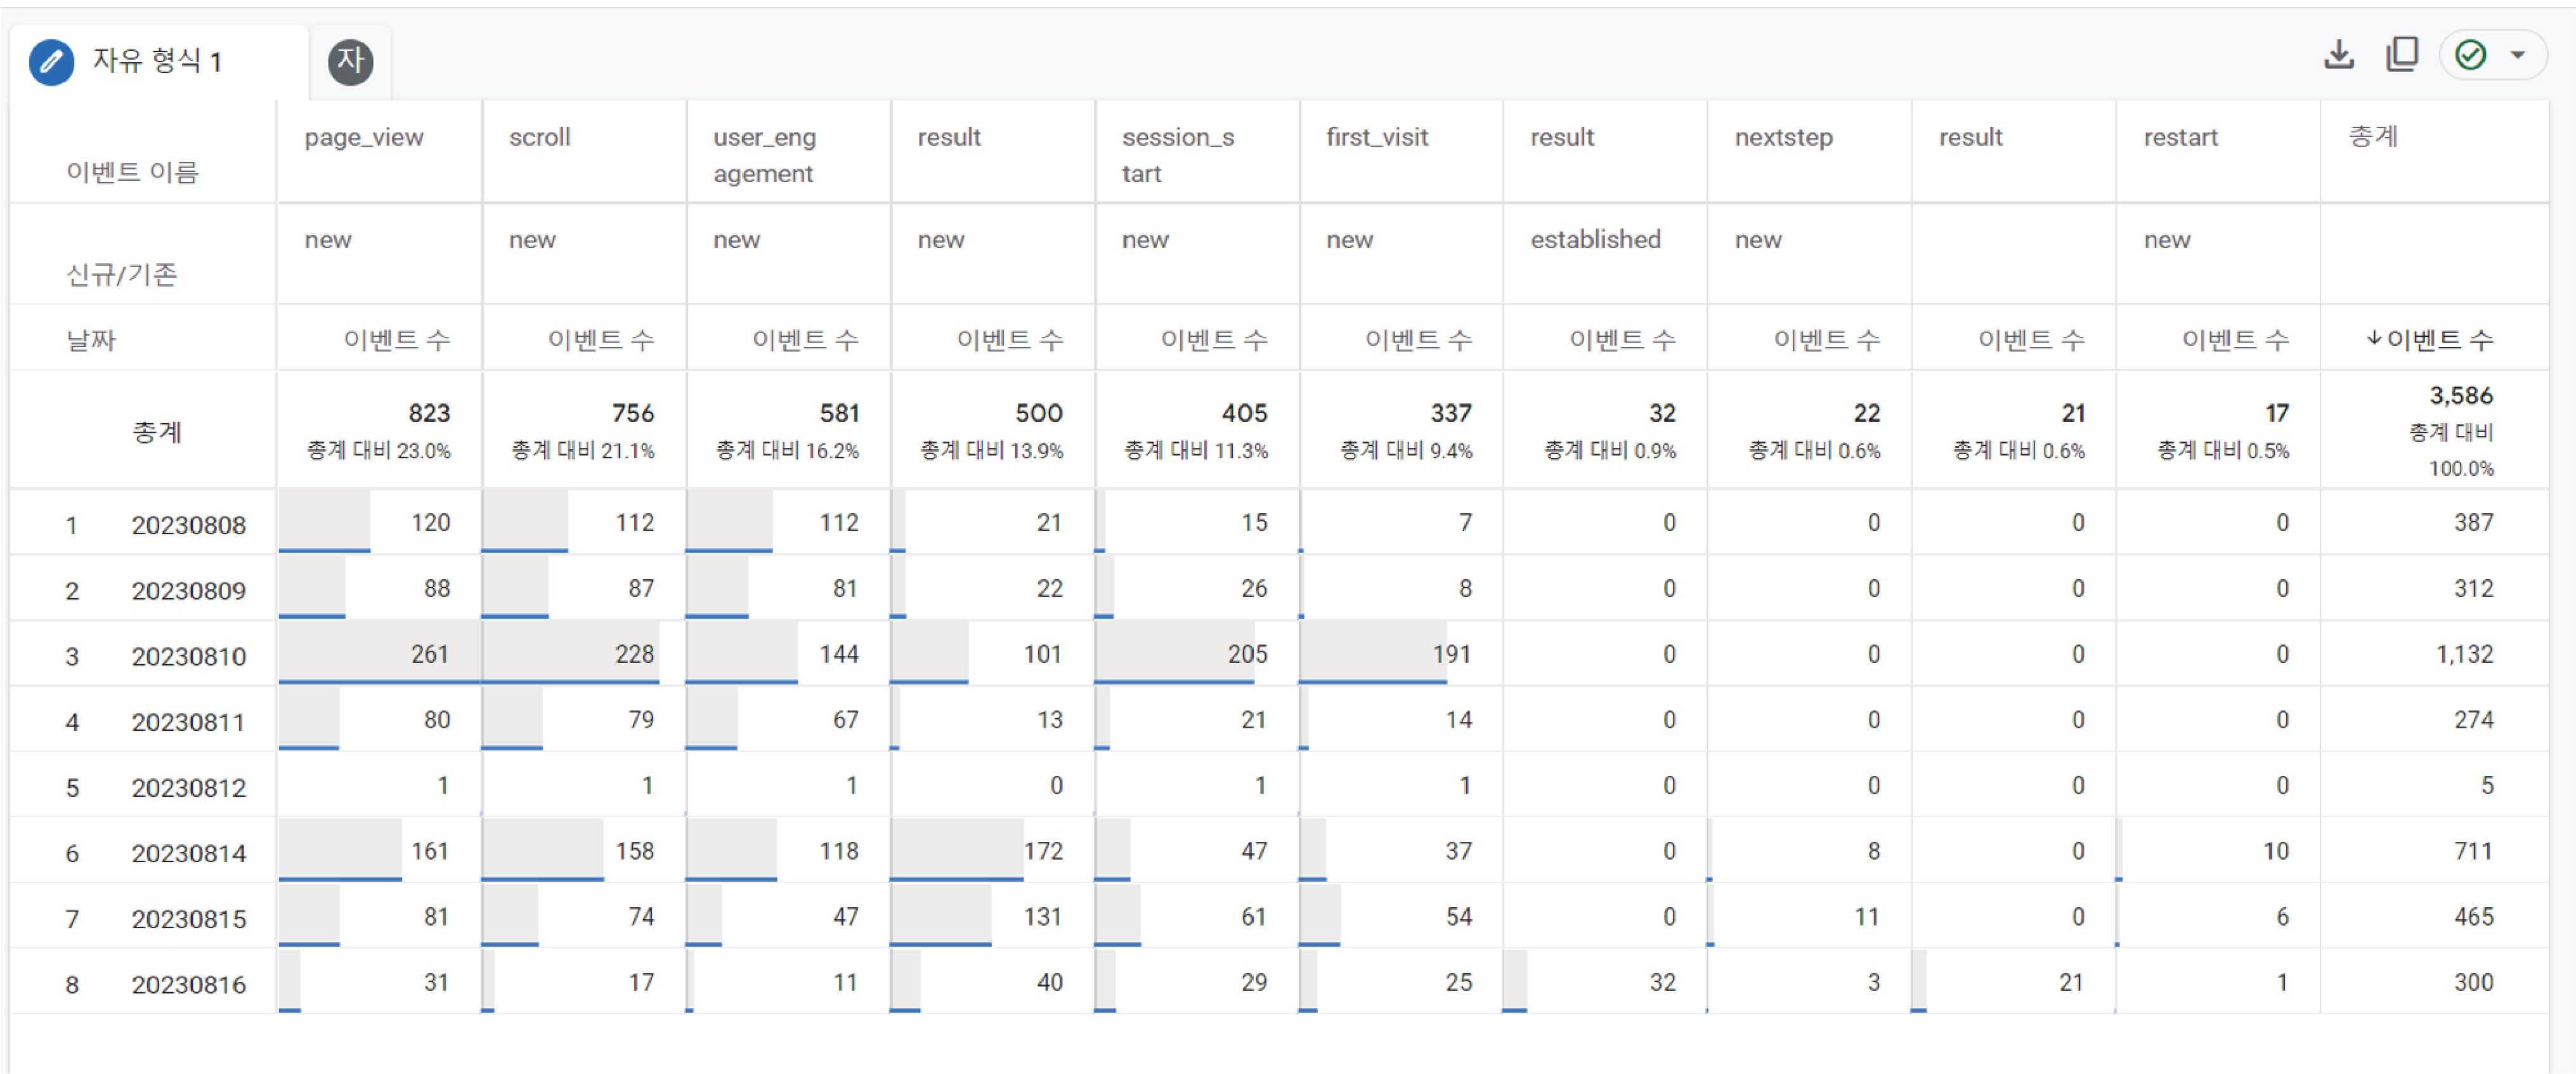 자유 형식 1 자
이벤트 이름 page_view scroll user_eng result session_s first_visit result nextstep result restart 총계
agement tart
신규/기존 new new new new new new established new new
날짜 이벤트 수 이벤트 수 이벤트 수 이벤트 수 이벤트 수 이벤트 수 이벤트 수 이벤트 수 이벤트 수 이벤트 수 ↓ 이벤트 수
총계 823 756 581 500 405 337 32 22 21 17 3,586
총계 대비 23.0% 총계 대비 21.1% 총계 대비 16.2% 총계 대비 13.9% 총계 대비 11.3% 총계 대비 9.4% 총계 대비 0.9% 총계 대비 0.6% 총계 대비 0.6% 총계 대비 0.5% 총계 대비
100.0%
1 20230808 120 112 112 21 15 7 0 0 0 0 387
2 20230809 88 87 81 22 26 8 0 0 0 0 312
3 20230810 261 228 144 101 205 191 0 0 0 0 1,132
4 20230811 80 79 67 13 21 14 0 0 0 0 274
5 20230812 1 1 1 0 1 1 0 0 0 0 5
6 20230814 161 158 118 172 47 37 0 8 0 10 711
7 20230815 81 74 47 131 61 54 0 11 0 6 465
8 20230816 31 17 11 40 29 25 32 3 21 1 300